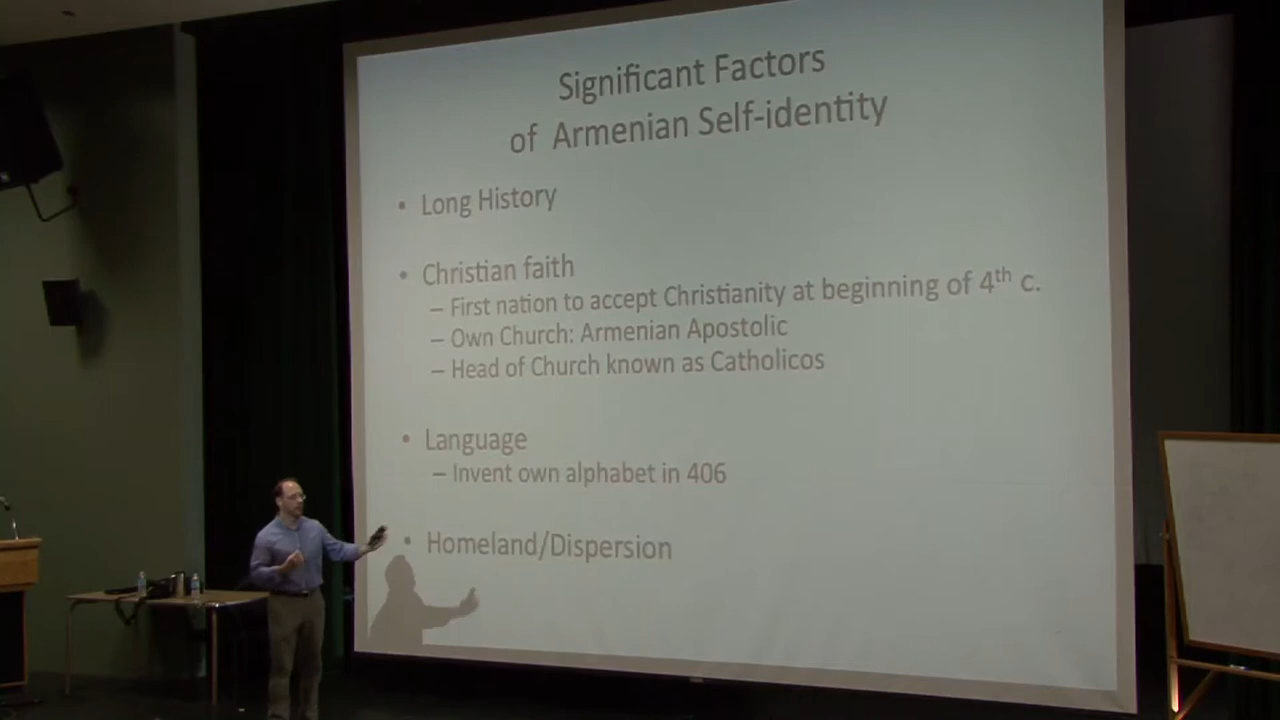 Significant Factors
of Armenian Self-identity
• Long History
• Christian faith
– First nation to accept Christianity at beginning of 4th c.
– Own Church: Armenian Apostolic
– Head of Church known as Catholicos
• Language
– Invent own alphabet in 406
• Homeland/Dispersion